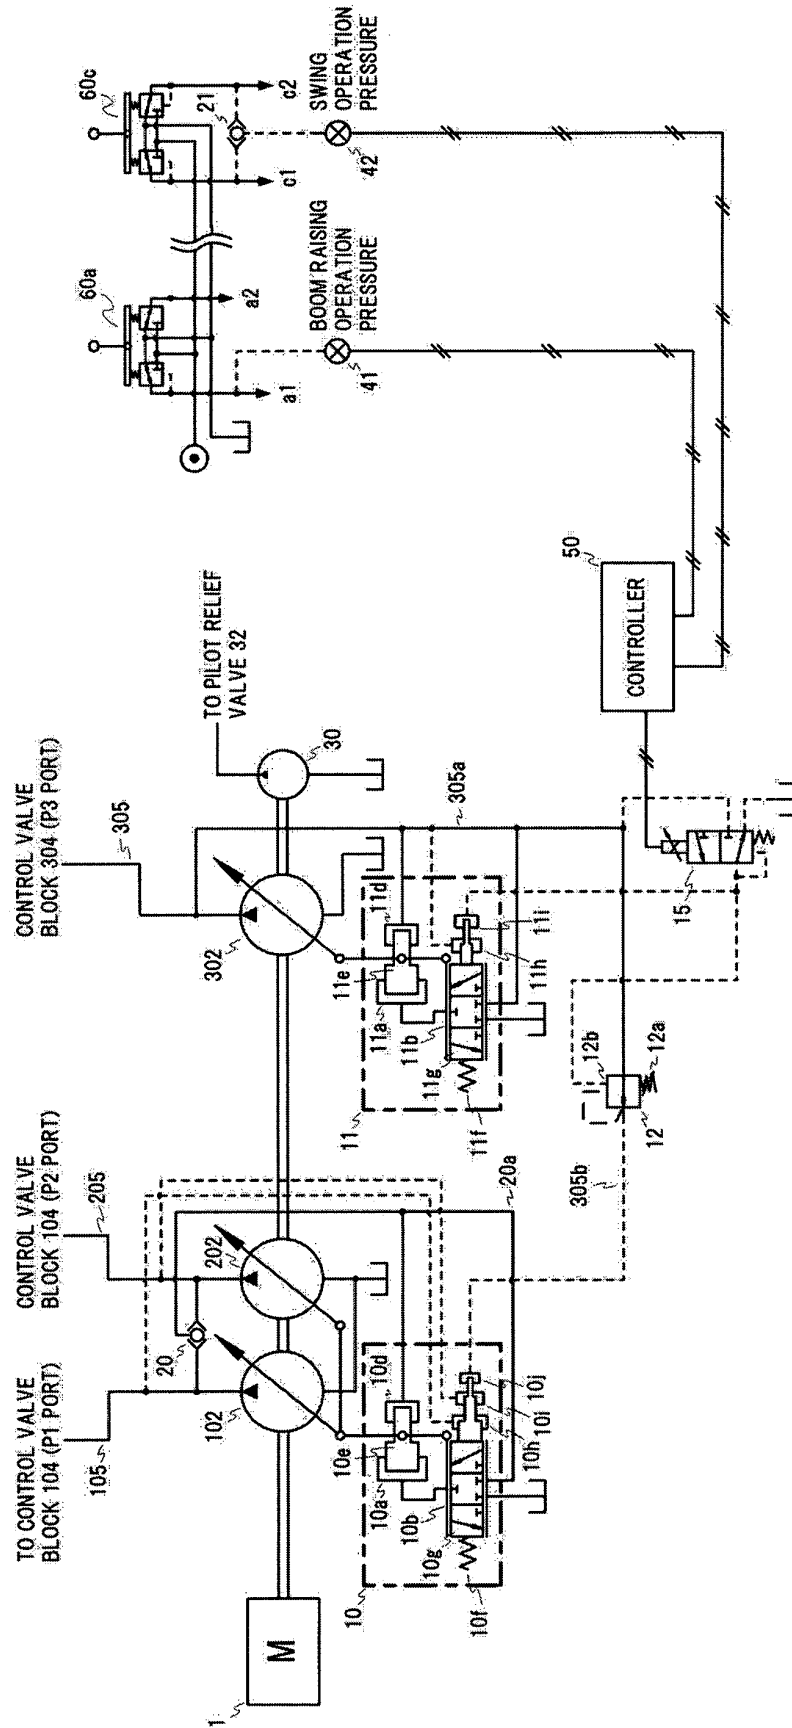 TO CONTROL VALVE
BLOCK 104 (P1 PORT)
105
CONTROL VALVE
BLOCK 104 (P2 PORT)
205
CONTROL VALVE
BLOCK 304 (P3 PORT)
305
TO PILOT RELIEF
VALVE 32
60a
60c
a1
a2
c1
c2
21
BOOM RAISING
OPERATION
PRESSURE
41
SWING
OPERATION
PRESSURE
42
1
M
20
102
202
302
30
10
10a
10b
10d
10e
10f
10g
10h
10i
10j
20a
11
11a
11b
11d
11e
11f
11g
11h
11i
305a
305b
12
12a
12b
15
CONTROLLER
50